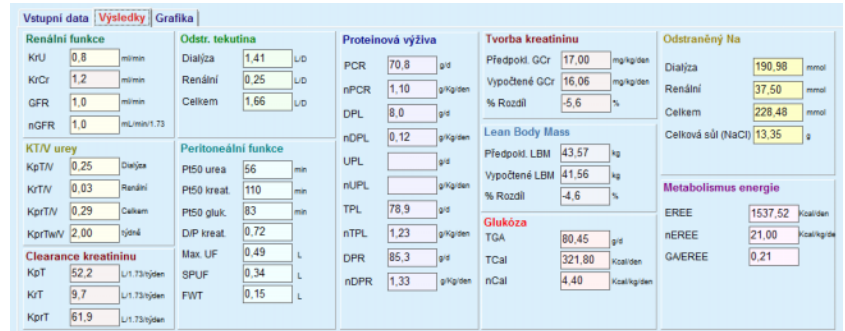 Vstupní data Výsledky Grafika
Renální funkce
KrU 0,8 ml/min
KrCr 1,2 ml/min
GFR 1,0 ml/min
nGFR 1,0 mL/min/1.73
KT/V urey
KpT/V 0,25 Dialýza
KrT/V 0,03 Renální
KprT/V 0,29 Celkem
KprTw/V 2,00 týdně
Clearance kreatininu
KpT 52,2 L/1.73/týden
KrT 9,7 L/1.73/týden
KprT 61,9 L/1.73/týden
Odstr. tekutina
Dialýza 1,41 L/D
Renální 0,25 L/D
Celkem 1,66 L/D
Peritoneální funkce
Pt50 urea 56 min
Pt50 kreat. 110 min
Pt50 gluk. 83 min
D/P kreat. 0,72
Max. UF 0,49 L
SPUF 0,34 L
FWT 0,15 L
Proteinová výživa
PCR 70,8 g/d
nPCR 1,10 g/Kg/den
DPL 8,0 g/d
nDPL 0,12 g/Kg/den
UPL g/d
nUPL g/Kg/den
TPL 78,9 g/d
nTPL 1,23 g/Kg/den
DPR 85,3 g/d
nDPR 1,33 g/Kg/den
Tvorba kreatininu
Předpokl. GCr 17,00 mg/kg/den
Vypočtené GCr 16,06 mg/kg/den
% Rozdíl -5,6 %
Lean Body Mass
Předpokl. LBM 43,57 kg
Vypočtené LBM 41,56 kg
% Rozdíl -4,6 %
Glukóza
TGA 80,45 g/d
TCal 321,80 Kcal/den
nCal 4,40 Kcal/kg/den
Odstraněný Na
Dialýza 190,98 mmol
Renální 37,50 mmol
Celkem 228,48 mmol
Celková sůl (NaCl) 13,35 g
Metabolismus energie
EREE 1537,52 Kcal/den
nEREE 21,00 Kcal/kg/de
GA/EREE 0,21